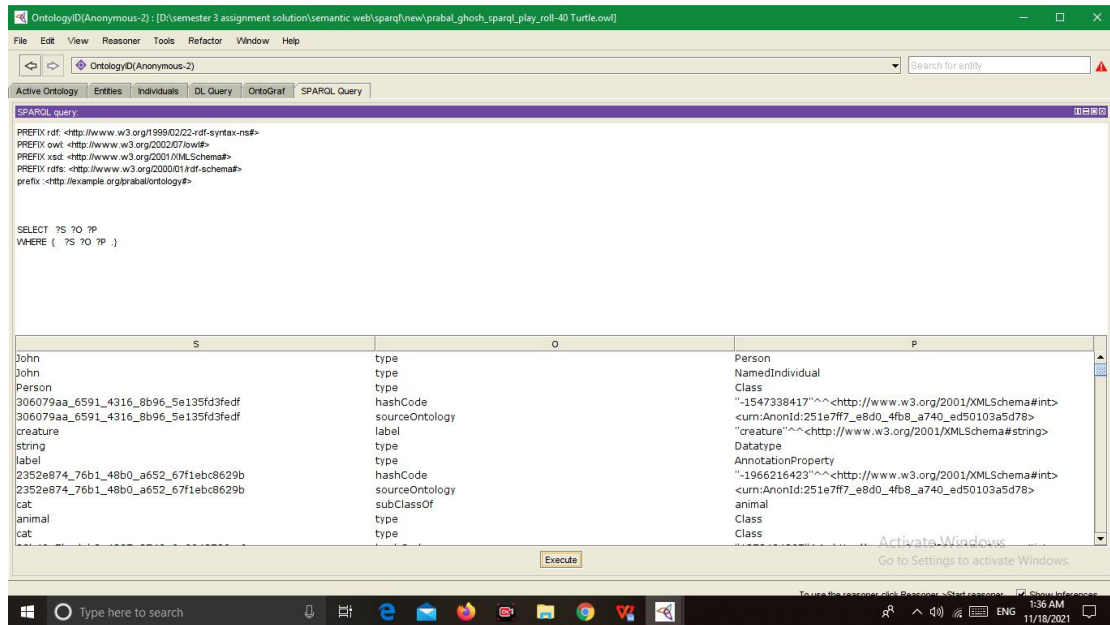 OntologyID(Anonymous-2) : [D:\semester 3 assignment solution\semantic web\sparql\new\prabal_ghosh_sparql_play_roll-40 Turtle.owl]
File Edit View Reasoner Tools Refactor Window Help
OntologyID(Anonymous-2) Search for entity
Active Ontology Entities Individuals DL Query OntoGraf SPARQL Query
SPARQL query:
PREFIX rdf: <http://www.w3.org/1999/02/22-rdf-syntax-ns#>
PREFIX owl: <http://www.w3.org/2002/07/owl#>
PREFIX xsd: <http://www.w3.org/2001/XMLSchema#>
PREFIX rdfs: <http://www.w3.org/2000/01/rdf-schema#>
prefix :<http://example.org/prabal/ontology#>
SELECT ?S ?O ?P
WHERE { ?S ?O ?P .}
S O P
John type Person
John type NamedIndividual
Person type Class
306079aa_6591_4316_8b96_5e135fd3fedf hashCode "-1547338417"^^<http://www.w3.org/2001/XMLSchema#int>
306079aa_6591_4316_8b96_5e135fd3fedf sourceOntology <urn:AnonId:251e7ff7_e8d0_4fb8_a740_ed50103a5d78>
creature label "creature"^^<http://www.w3.org/2001/XMLSchema#string>
string type Datatype
label type AnnotationProperty
2352e874_76b1_48b0_a652_67f1ebc8629b hashCode "-1966216423"^^<http://www.w3.org/2001/XMLSchema#int>
2352e874_76b1_48b0_a652_67f1ebc8629b sourceOntology <urn:AnonId:251e7ff7_e8d0_4fb8_a740_ed50103a5d78>
cat subClassOf animal
animal type Class
cat type Class
Activate Windows
Execute
Go to Settings to activate Windows.
To use the reasoner click Reasoner->Start reasoner Show Inferences
Type here to search
ENG
1:36 AM
11/18/2021